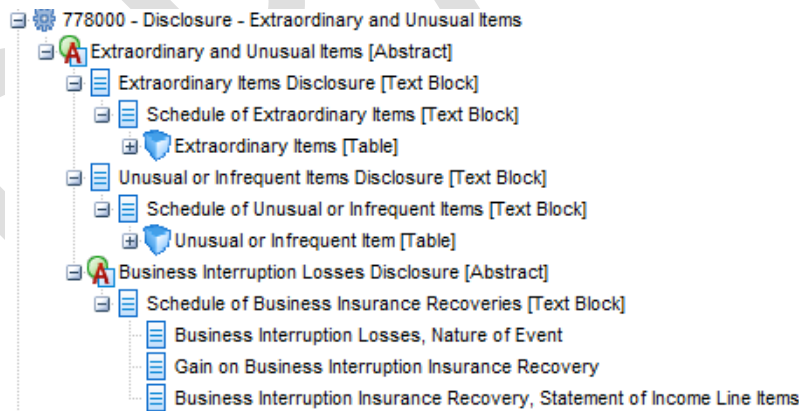 778000 - Disclosure - Extraordinary and Unusual Items
Extraordinary and Unusual Items [Abstract]
Extraordinary Items Disclosure [Text Block]
Schedule of Extraordinary Items [Text Block]
Extraordinary Items [Table]
Unusual or Infrequent Items Disclosure [Text Block]
Schedule of Unusual or Infrequent Items [Text Block]
Unusual or Infrequent Item [Table]
Business Interruption Losses Disclosure [Abstract]
Schedule of Business Insurance Recoveries [Text Block]
Business Interruption Losses, Nature of Event
Gain on Business Interruption Insurance Recovery
Business Interruption Insurance Recovery, Statement of Income Line Items